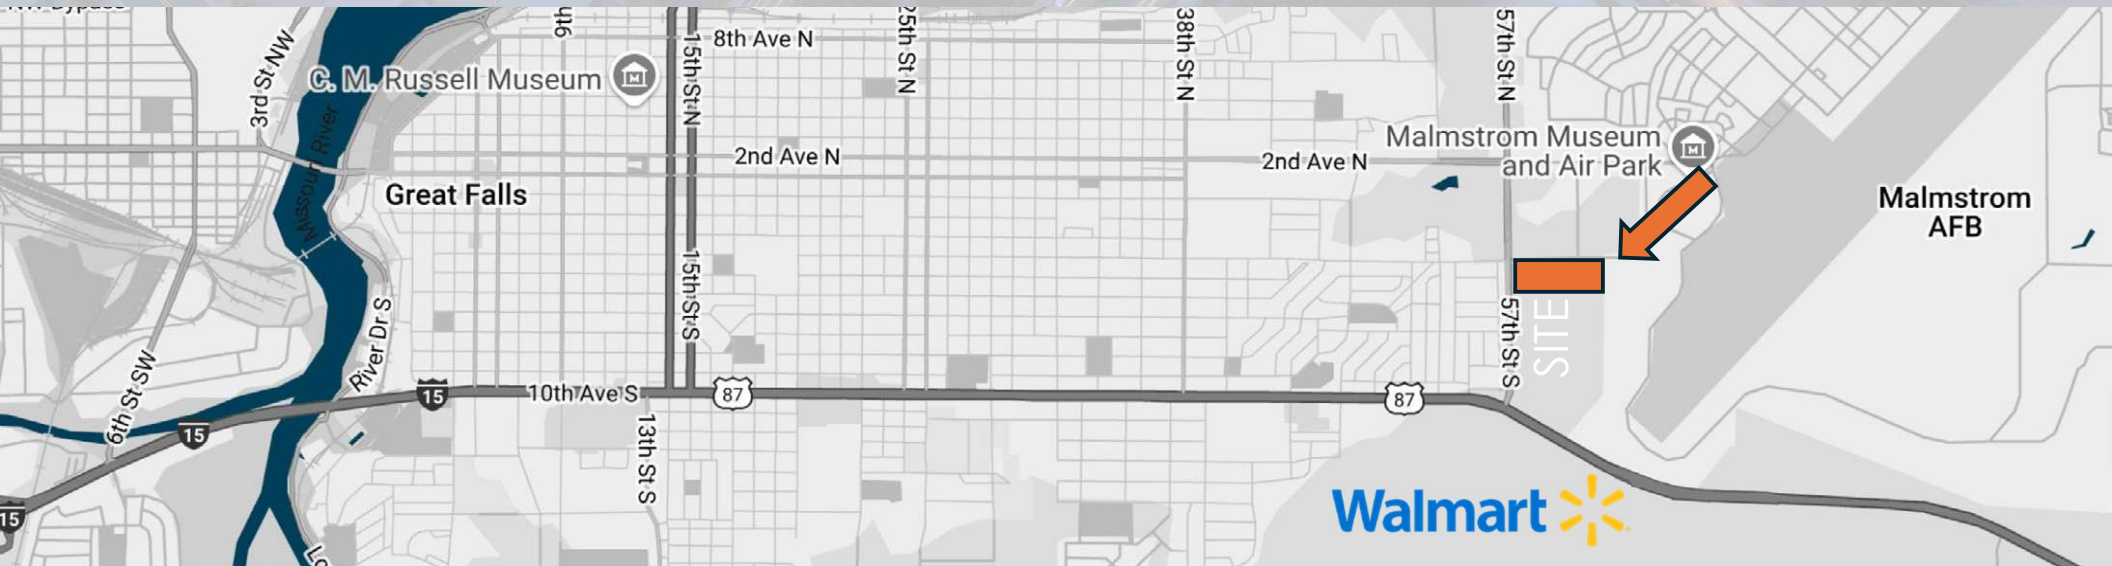 NW Bypass
3rd St NW
C. M. Russell Museum
Missouri River
Great Falls
River Dr S
6th St SW
15
15
15
10th Ave S
13th St S
87
15th St N
15th St S
8th Ave N
2nd Ave N
25th St N
38th St N
2nd Ave N
57th St N
Malmstrom Museum
and Air Park
Malmstrom
AFB
57th St S
SITE
87
Walmart